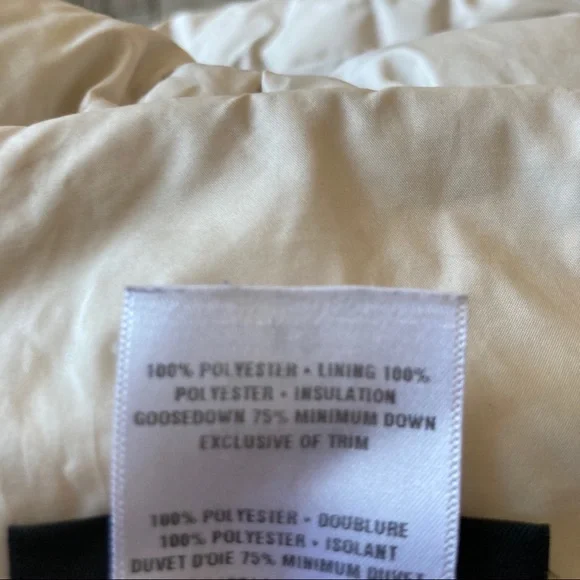 100% POLYESTER • LINING 100%
POLYESTER • INSULATION
GOOSEDOWN 75% MINIMUM DOWN
EXCLUSIVE OF TRIM
100% POLYESTER • DOUBLURE
100% POLYESTER • ISOLANT
DUVET D'OIE 75% MINIMUM DUVET